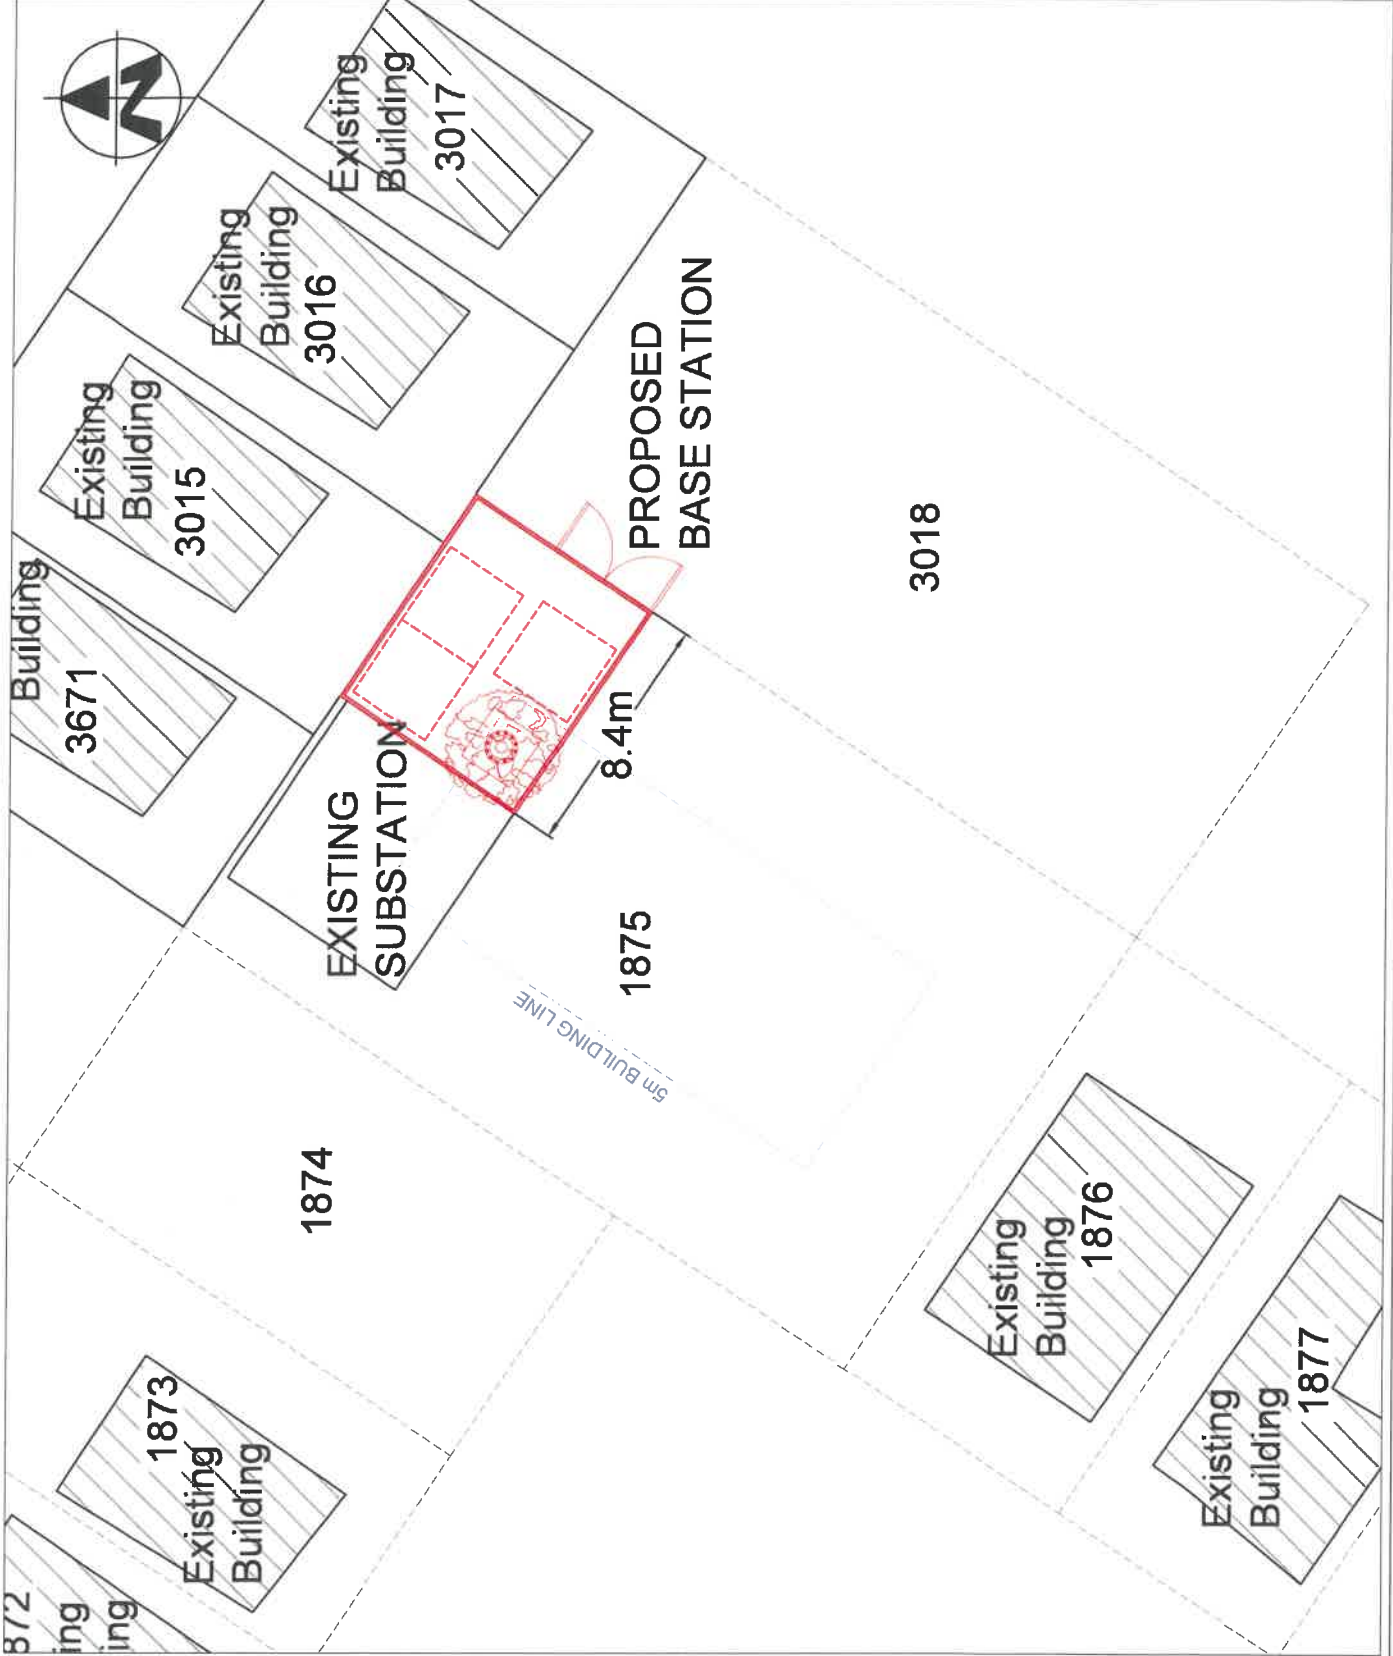 N
Existing
Building
3017
Existing
Building
3016
Existing
Building
3015
Building
3671
PROPOSED
BASE STATION
EXISTING
SUBSTATION
8.4m
3018
1875
5m BUILDING LINE
1874
1873
Existing
Building
Existing
Building
1876
Existing
Building
1877
872
ing
ing